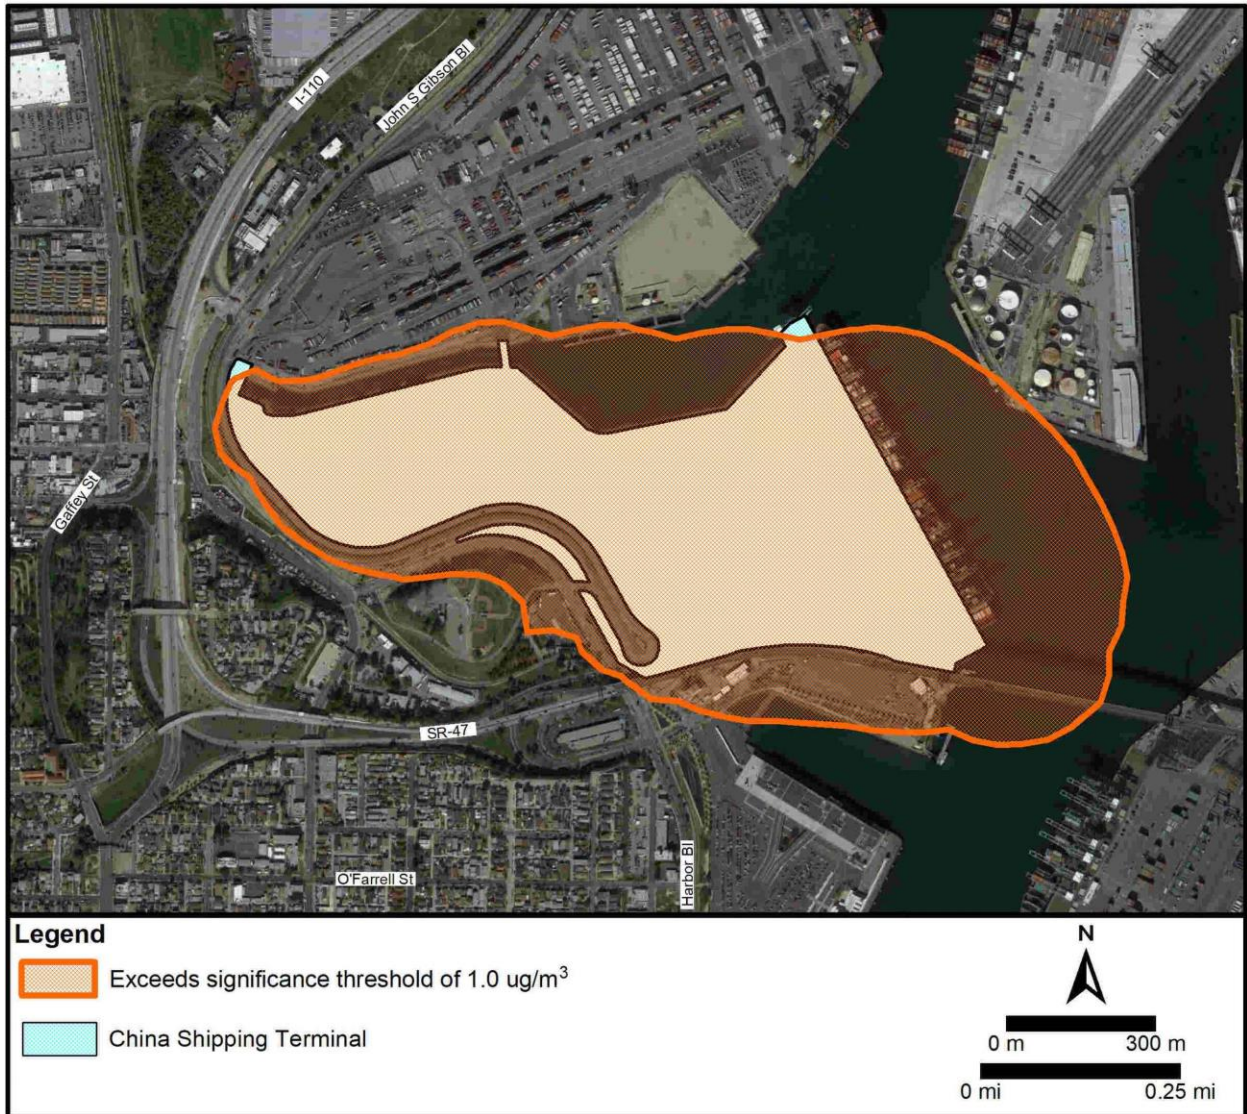 I-110
John S Gibson Bl
Gaffey St
SR-47
O'Farrell St
Harbor Bl
Legend
Exceeds significance threshold of 1.0 ug/m³
China Shipping Terminal
N
0 m 300 m
0 mi 0.25 mi